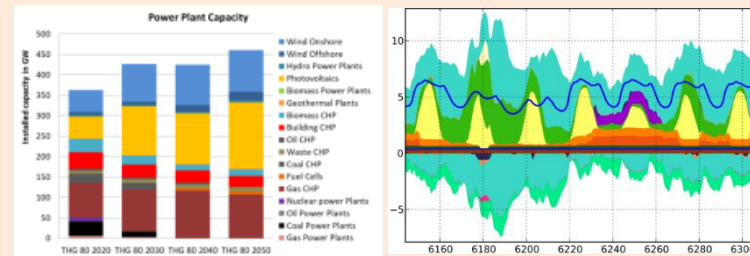 Power Plant Capacity
Installed capacity in GW
500
450
400
350
300
250
200
150
100
50
0
THG 80 2020
THG 80 2030
THG 80 2040
THG 80 2050
Wind Onshore
Wind Offshore
Hydro Power Plants
Photovoltaics
Biomass Power Plants
Geothermal Plants
Biomass CHP
Building CHP
Oil CHP
Waste CHP
Coal CHP
Fuel Cells
Gas CHP
Nuclear power Plants
Oil Power Plants
Coal Power Plants
Gas Power Plants
10
5
0
−5
6160
6180
6200
6220
6240
6260
6280